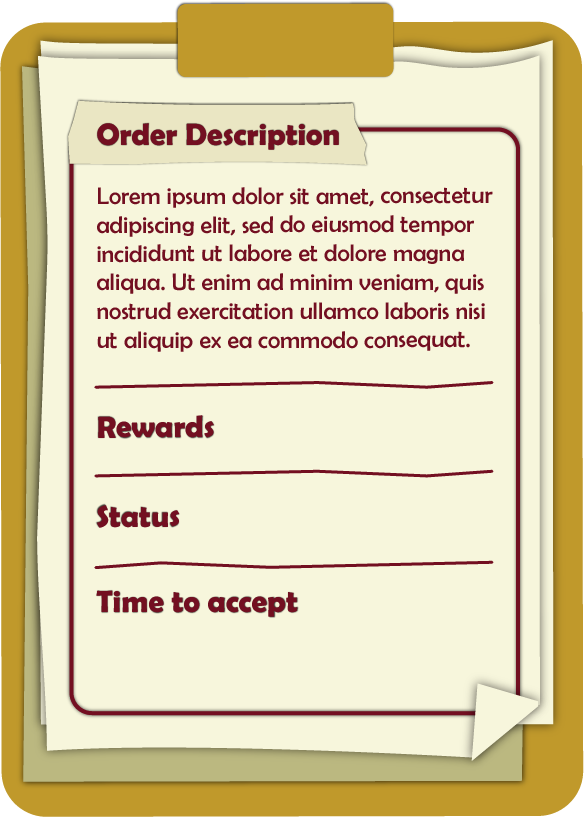 Order Description
Lorem ipsum dolor sit amet, consectetur
adipiscing elit, sed do eiusmod tempor
incididunt ut labore et dolore magna
aliqua. Ut enim ad minim veniam, quis
nostrud exercitation ullamco laboris nisi
ut aliquip ex ea commodo consequat.
Rewards
Status
Time to accept